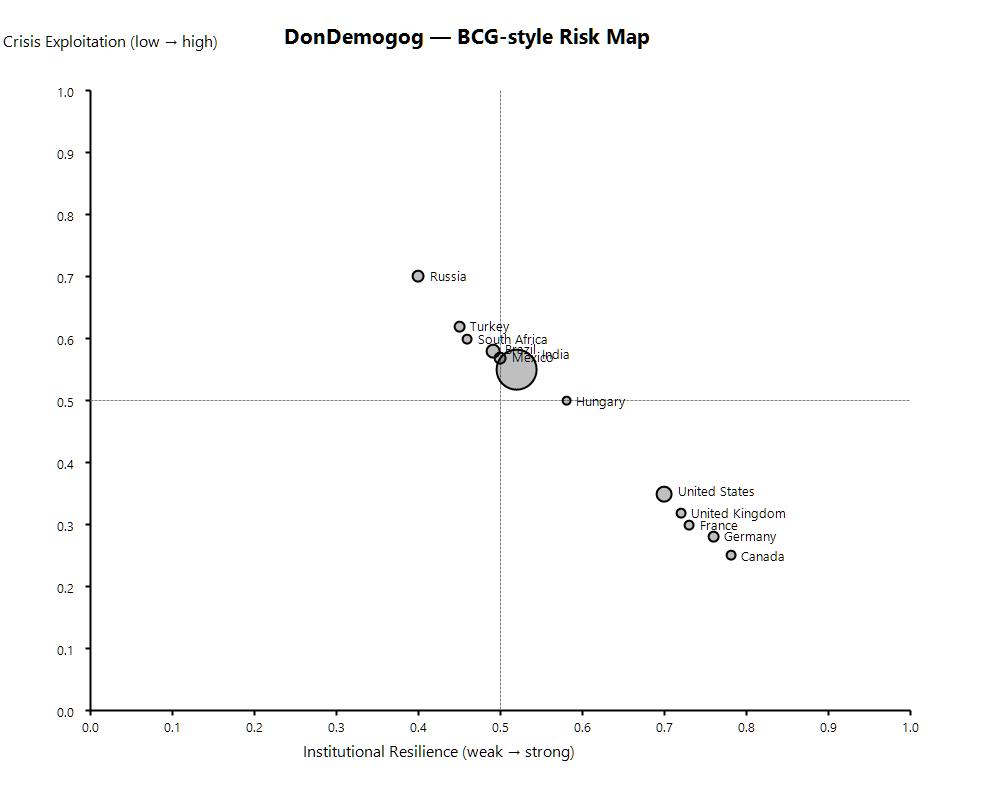 DonDemogog — BCG-style Risk Map
Crisis Exploitation (low → high)
1.0
0.9
0.8
0.7
0.6
0.5
0.4
0.3
0.2
0.1
0.0
Russia
Turkey
South Africa
Brazil
India
Mexico
Hungary
United States
United Kingdom
France
Germany
Canada
0.0 0.1 0.2 0.3 0.4 0.5 0.6 0.7 0.8 0.9 1.0
Institutional Resilience (weak → strong)